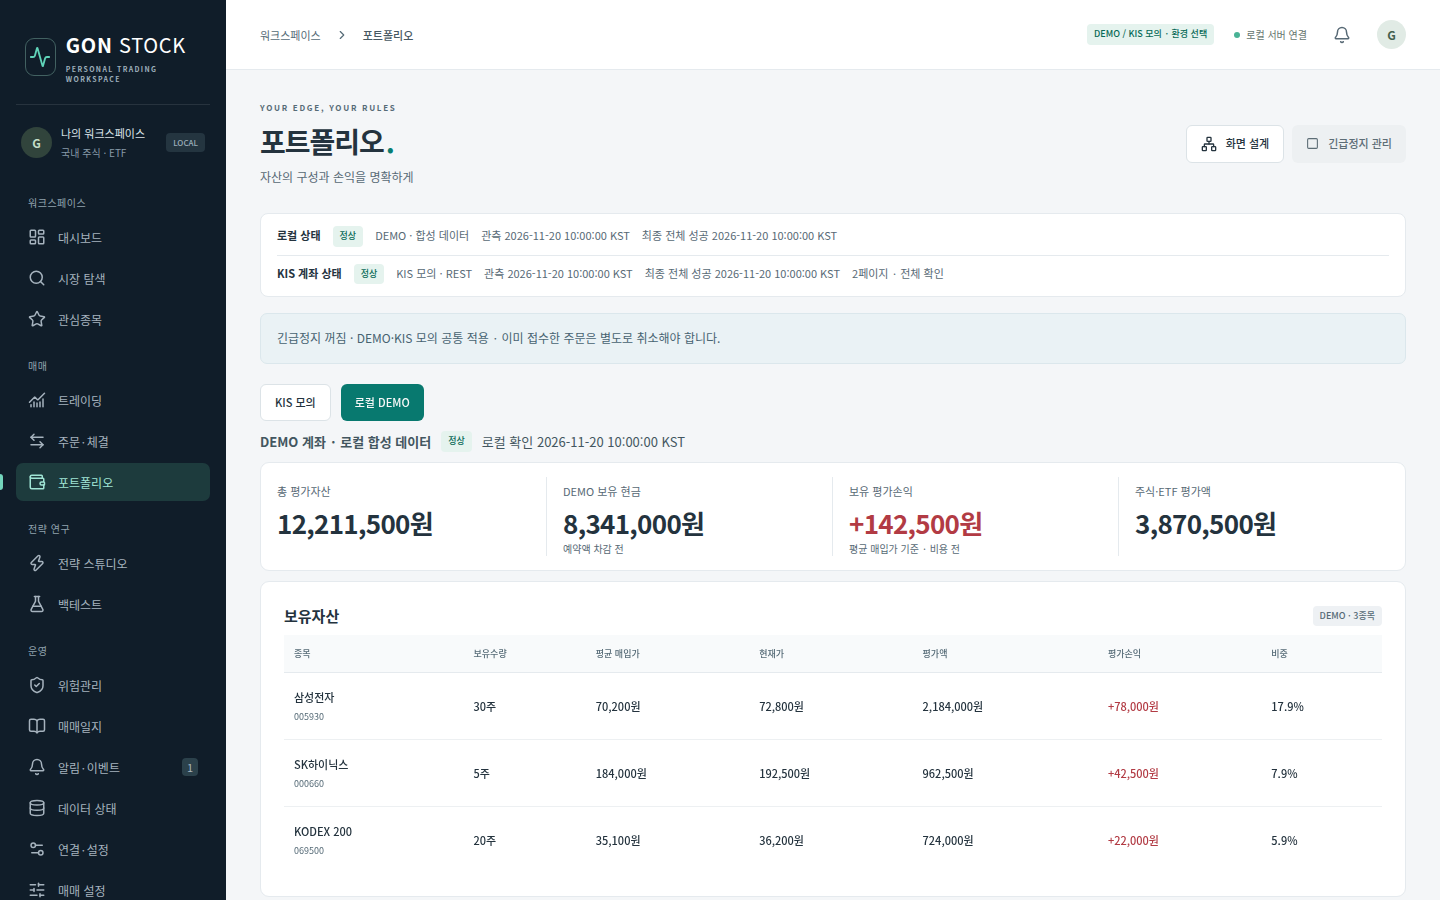 GON STOCK
PERSONAL TRADING
WORKSPACE
G
나의 워크스페이스
국내 주식 · ETF
LOCAL
워크스페이스
대시보드
시장 탐색
관심종목
매매
트레이딩
주문·체결
포트폴리오
전략 연구
전략 스튜디오
백테스트
운영
위험관리
매매일지
알림·이벤트
1
데이터 상태
연결·설정
매매 설정
워크스페이스 > 포트폴리오
DEMO / KIS 모의 · 환경 선택
로컬 서버 연결
G
YOUR EDGE, YOUR RULES
포트폴리오.
자산의 구성과 손익을 명확하게
화면 설계
긴급정지 관리
로컬 상태 정상 DEMO · 합성 데이터 관측 2026-11-20 10:00:00 KST 최종 전체 성공 2026-11-20 10:00:00 KST
KIS 계좌 상태 정상 KIS 모의 · REST 관측 2026-11-20 10:00:00 KST 최종 전체 성공 2026-11-20 10:00:00 KST 2페이지 · 전체 확인
긴급정지 꺼짐 · DEMO·KIS 모의 공통 적용 · 이미 접수한 주문은 별도로 취소해야 합니다.
KIS 모의
로컬 DEMO
DEMO 계좌 · 로컬 합성 데이터 정상 로컬 확인 2026-11-20 10:00:00 KST
총 평가자산
12,211,500원
DEMO 보유 현금
8,341,000원
예약액 차감 전
보유 평가손익
+142,500원
평균 매입가 기준 · 비용 전
주식·ETF 평가액
3,870,500원
보유자산
DEMO · 3종목
종목 보유수량 평균 매입가 현재가 평가액 평가손익 비중
삼성전자
005930
30주 70,200원 72,800원 2,184,000원 +78,000원 17.9%
SK하이닉스
000660
5주 184,000원 192,500원 962,500원 +42,500원 7.9%
KODEX 200
069500
20주 35,100원 36,200원 724,000원 +22,000원 5.9%